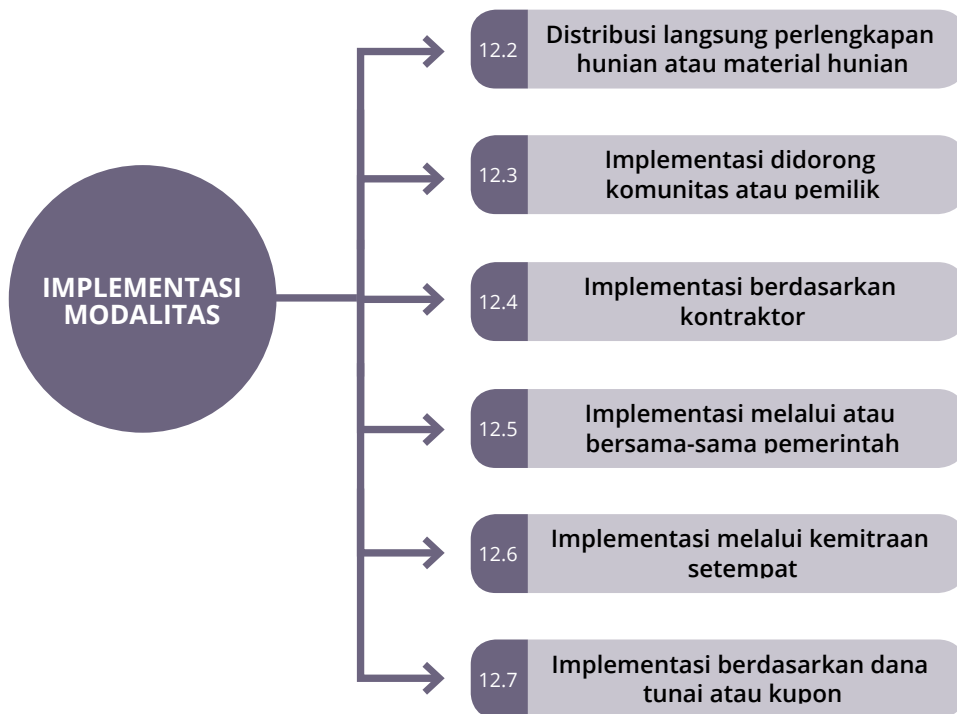 12.2
Distribusi langsung perlengkapan
hunian atau material hunian
12.3
Implementasi didorong
komunitas atau pemilik
IMPLEMENTASI
MODALITAS
12.4
Implementasi berdasarkan
kontraktor
12.5
Implementasi melalui atau
bersama-sama pemerintah
12.6
Implementasi melalui kemitraan
setempat
12.7
Implementasi berdasarkan dana
tunai atau kupon